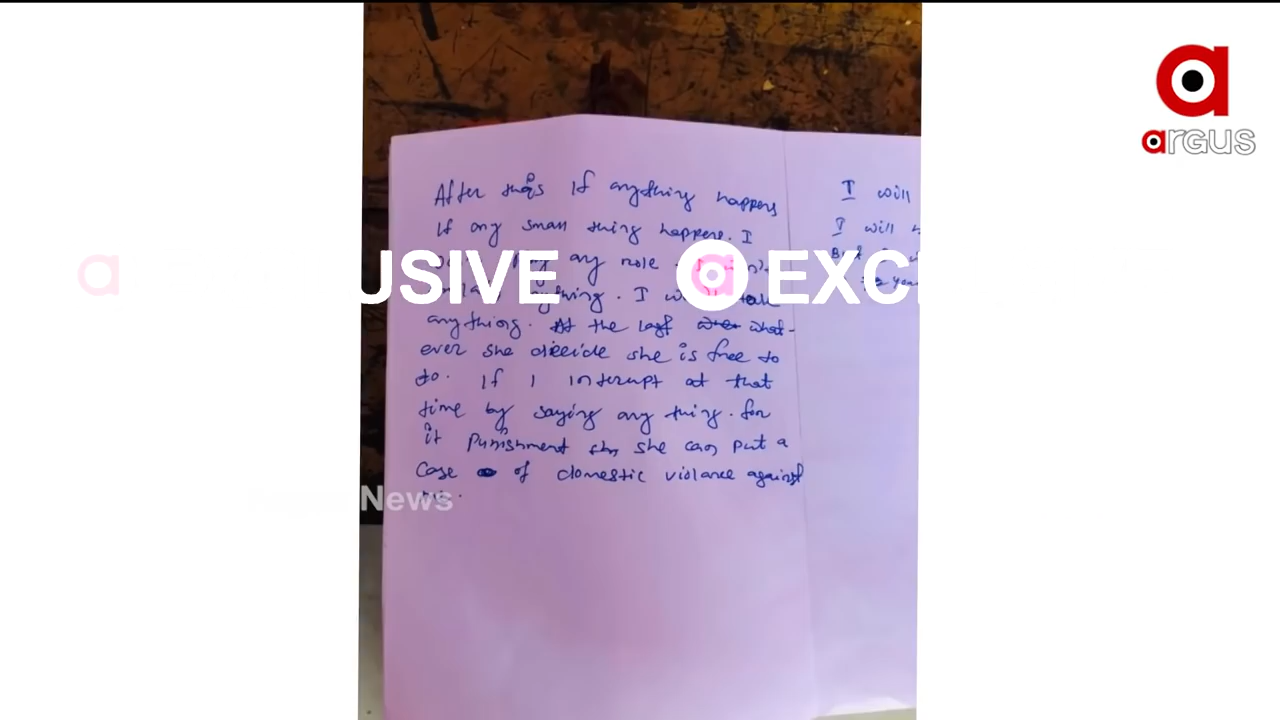 argus
After this If anything happens
If any small thing happens. I
any role
anything. I
anything. At the last what-
ever she decide she is free to
to. If I interupt at that
time by saying any thing. for
it Punishment she can put a
Case of domestic violance against
I will
I will
USIVE
EXC
News